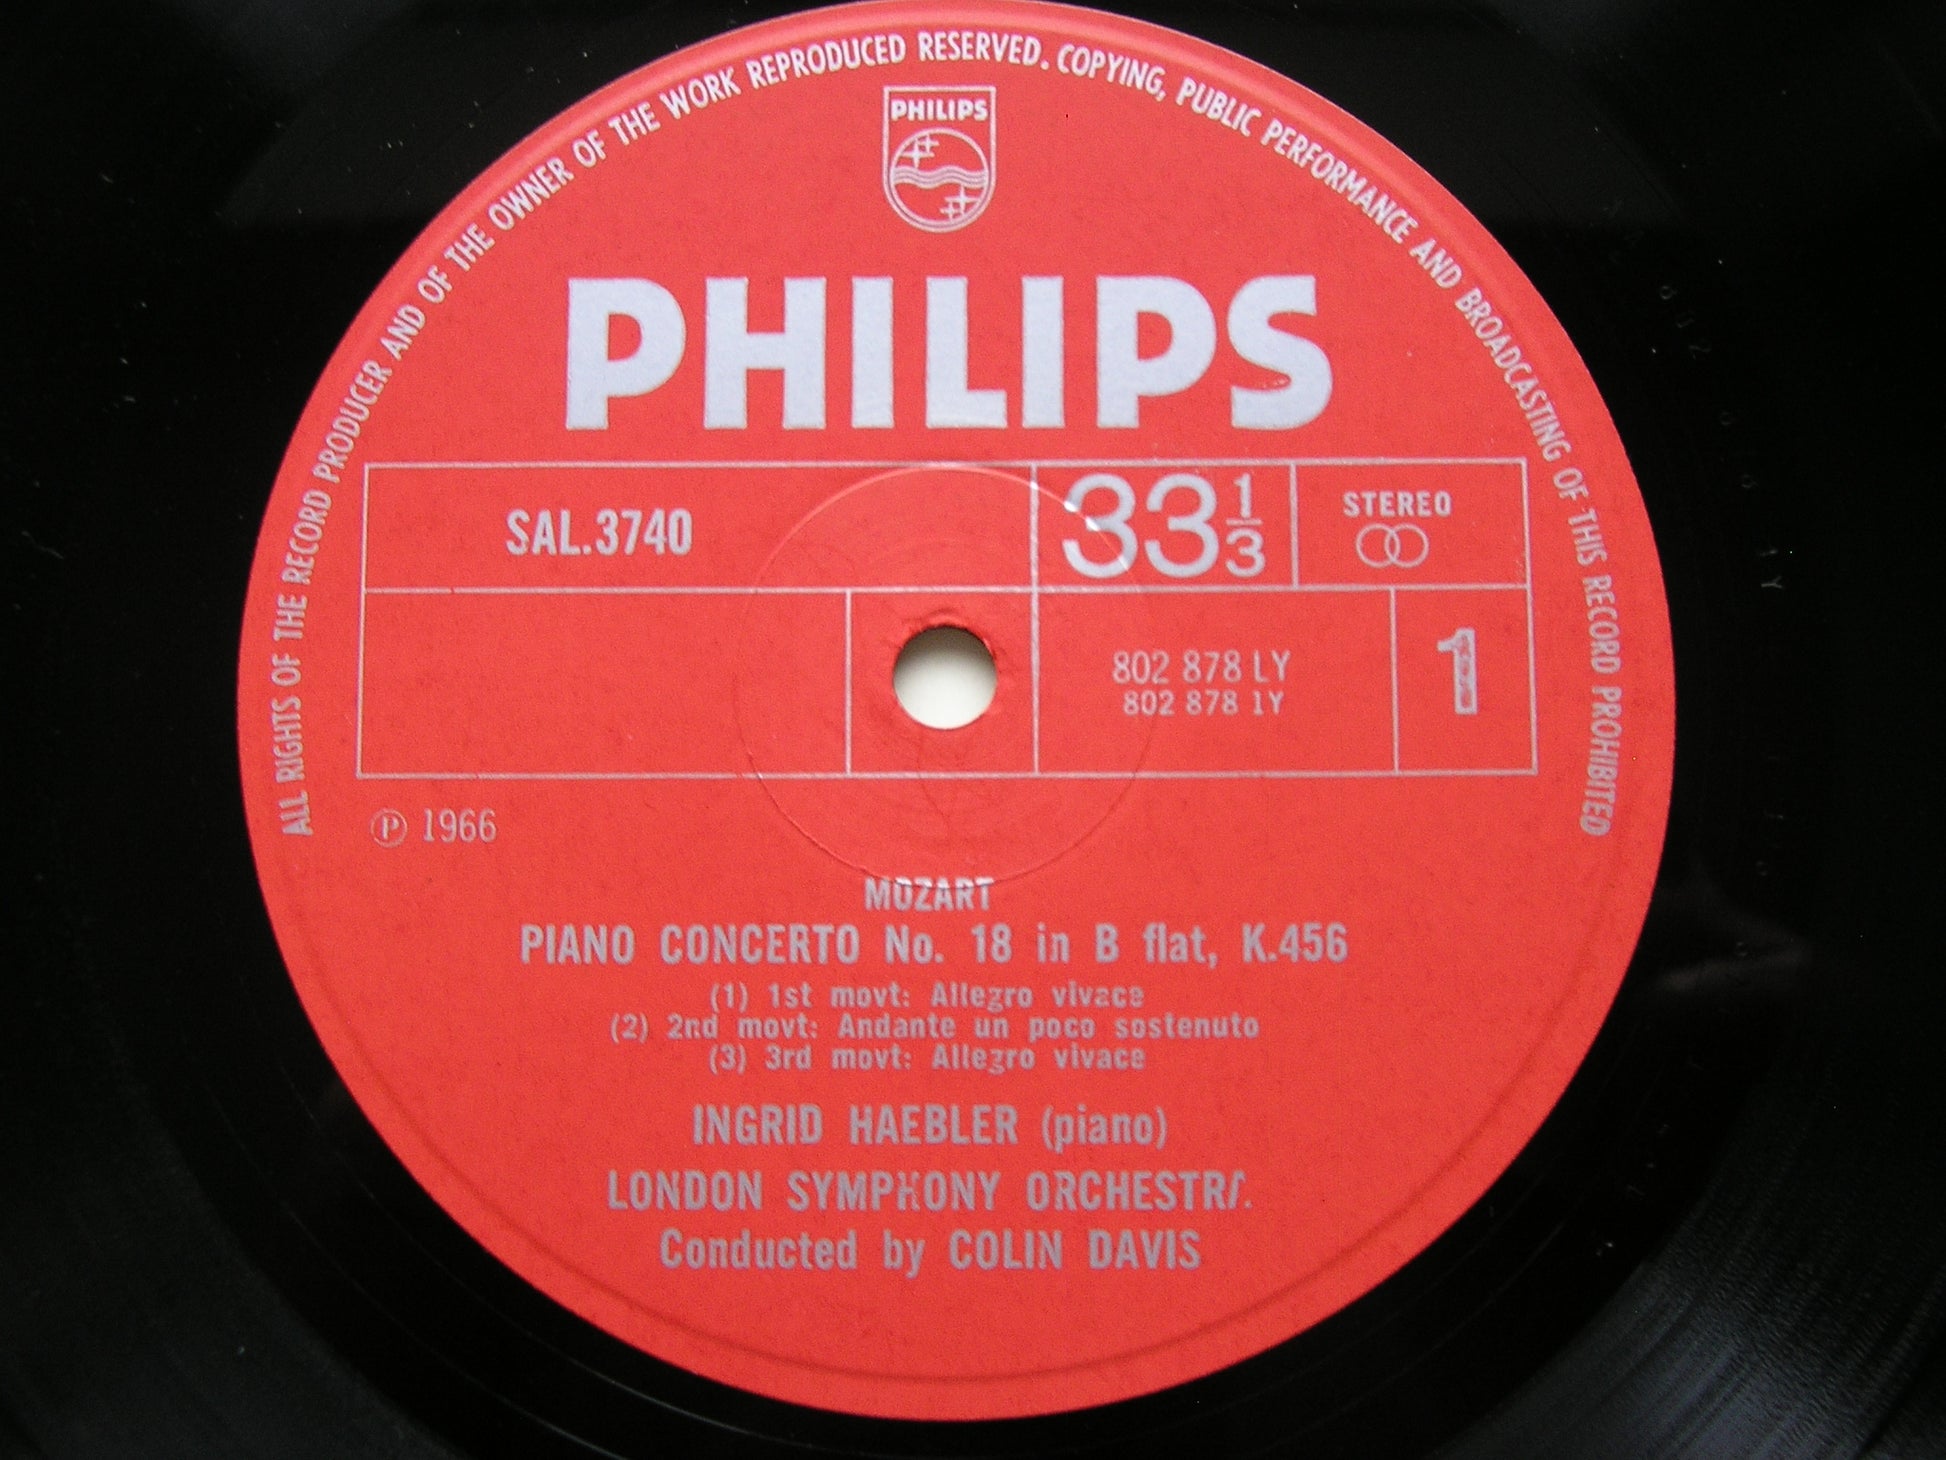 ALL RIGHTS OF THE RECORD PRODUCER AND OF THE OWNER OF THE WORK REPRODUCED RESERVED. COPYING, PUBLIC PERFORMANCE AND BROADCASTING OF THIS RECORD PROHIBITED
PHILIPS
PHILIPS
SAL.3740
33 1/3
STEREO
802 878 LY
802 878 1Y
1
Ⓟ 1966
MOZART
PIANO CONCERTO No. 18 in B flat, K.456
(1) 1st movt: Allegro vivace
(2) 2nd movt: Andante un poco sostenuto
(3) 3rd movt: Allegro vivace
INGRID HAEBLER (piano)
LONDON SYMPHONY ORCHESTRA
Conducted by COLIN DAVIS